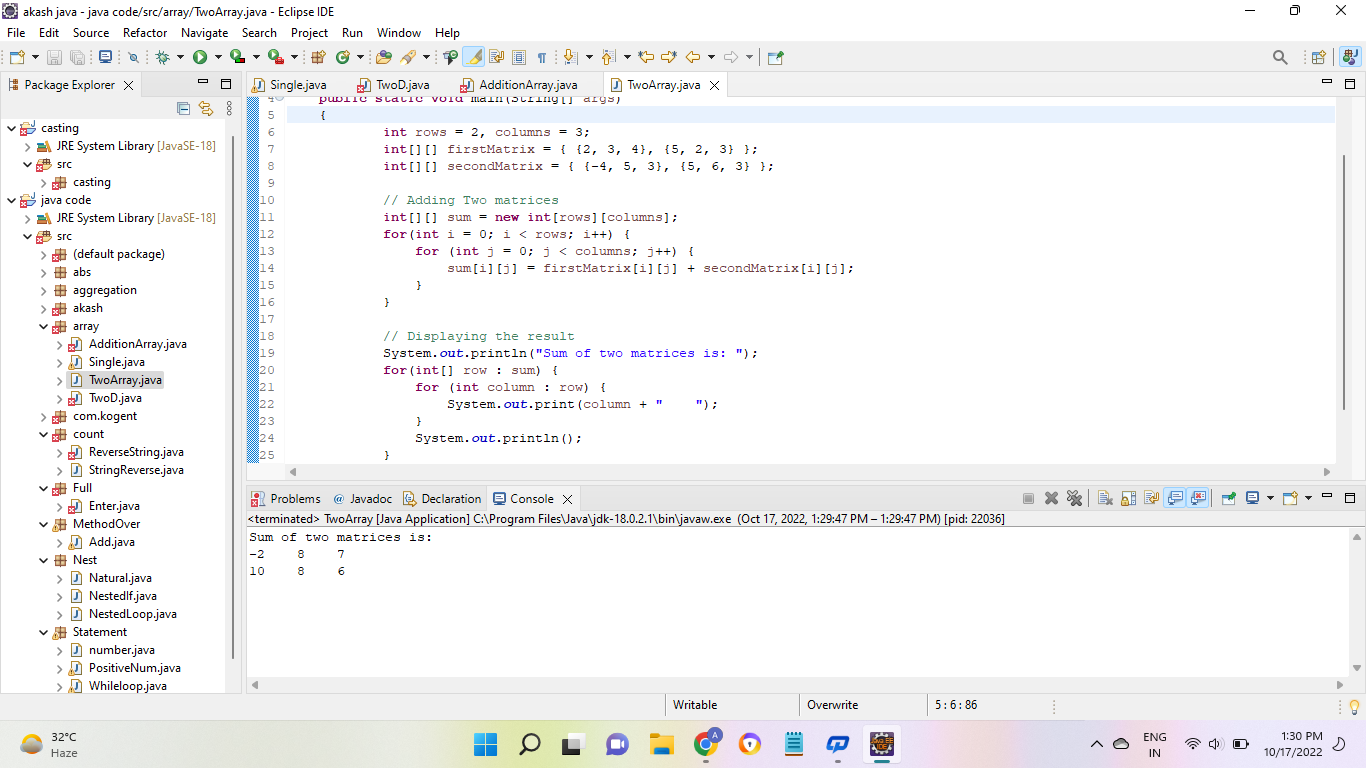 akash java - java code/src/array/TwoArray.java - Eclipse IDE
File Edit Source Refactor Navigate Search Project Run Window Help
Package Explorer
casting
JRE System Library [JavaSE-18]
src
casting
java code
JRE System Library [JavaSE-18]
src
(default package)
abs
aggregation
akash
array
AdditionArray.java
Single.java
TwoArray.java
TwoD.java
com.kogent
count
ReverseString.java
StringReverse.java
Full
Enter.java
MethodOver
Add.java
Nest
Natural.java
NestedIf.java
NestedLoop.java
Statement
number.java
PositiveNum.java
Whileloop.java
Single.java TwoD.java AdditionArray.java TwoArray.java
4 public static void main(String[] args)
5 {
6 int rows = 2, columns = 3;
7 int[][] firstMatrix = { {2, 3, 4}, {5, 2, 3} };
8 int[][] secondMatrix = { {-4, 5, 3}, {5, 6, 3} };
9
10 // Adding Two matrices
11 int[][] sum = new int[rows][columns];
12 for(int i = 0; i < rows; i++) {
13 for (int j = 0; j < columns; j++) {
14 sum[i][j] = firstMatrix[i][j] + secondMatrix[i][j];
15 }
16 }
17
18 // Displaying the result
19 System.out.println("Sum of two matrices is: ");
20 for(int[] row : sum) {
21 for (int column : row) {
22 System.out.print(column + "    ");
23 }
24 System.out.println();
25 }
Problems @ Javadoc Declaration Console
<terminated> TwoArray [Java Application] C:\Program Files\Java\jdk-18.0.2.1\bin\javaw.exe (Oct 17, 2022, 1:29:47 PM – 1:29:47 PM) [pid: 22036]
Sum of two matrices is:
-2    8    7
10    8    6
Writable Overwrite 5 : 6 : 86
32°C
Haze
A
Java EE
IDE
ENG
IN
1:30 PM
10/17/2022